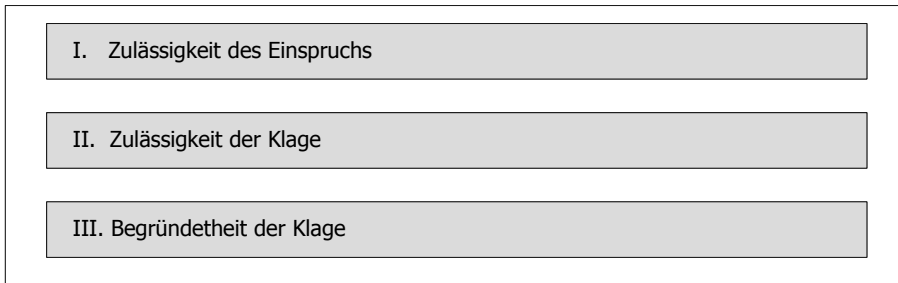 I. Zulässigkeit des Einspruchs
II. Zulässigkeit der Klage
III. Begründetheit der Klage